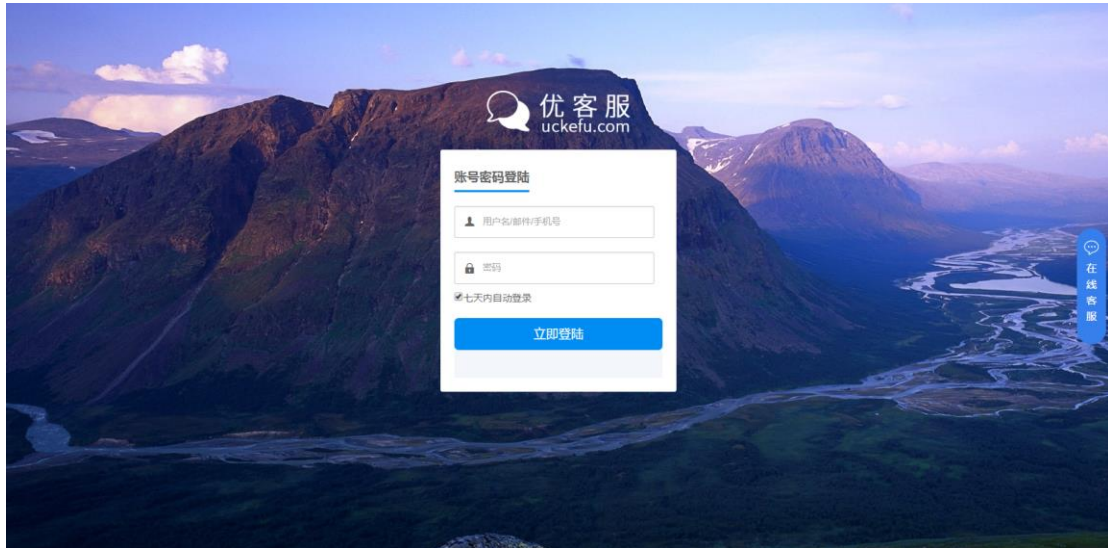 优客服
uckefu.com
账号密码登陆
用户名/邮件/手机号
密码
七天内自动登录
立即登陆
在线客服